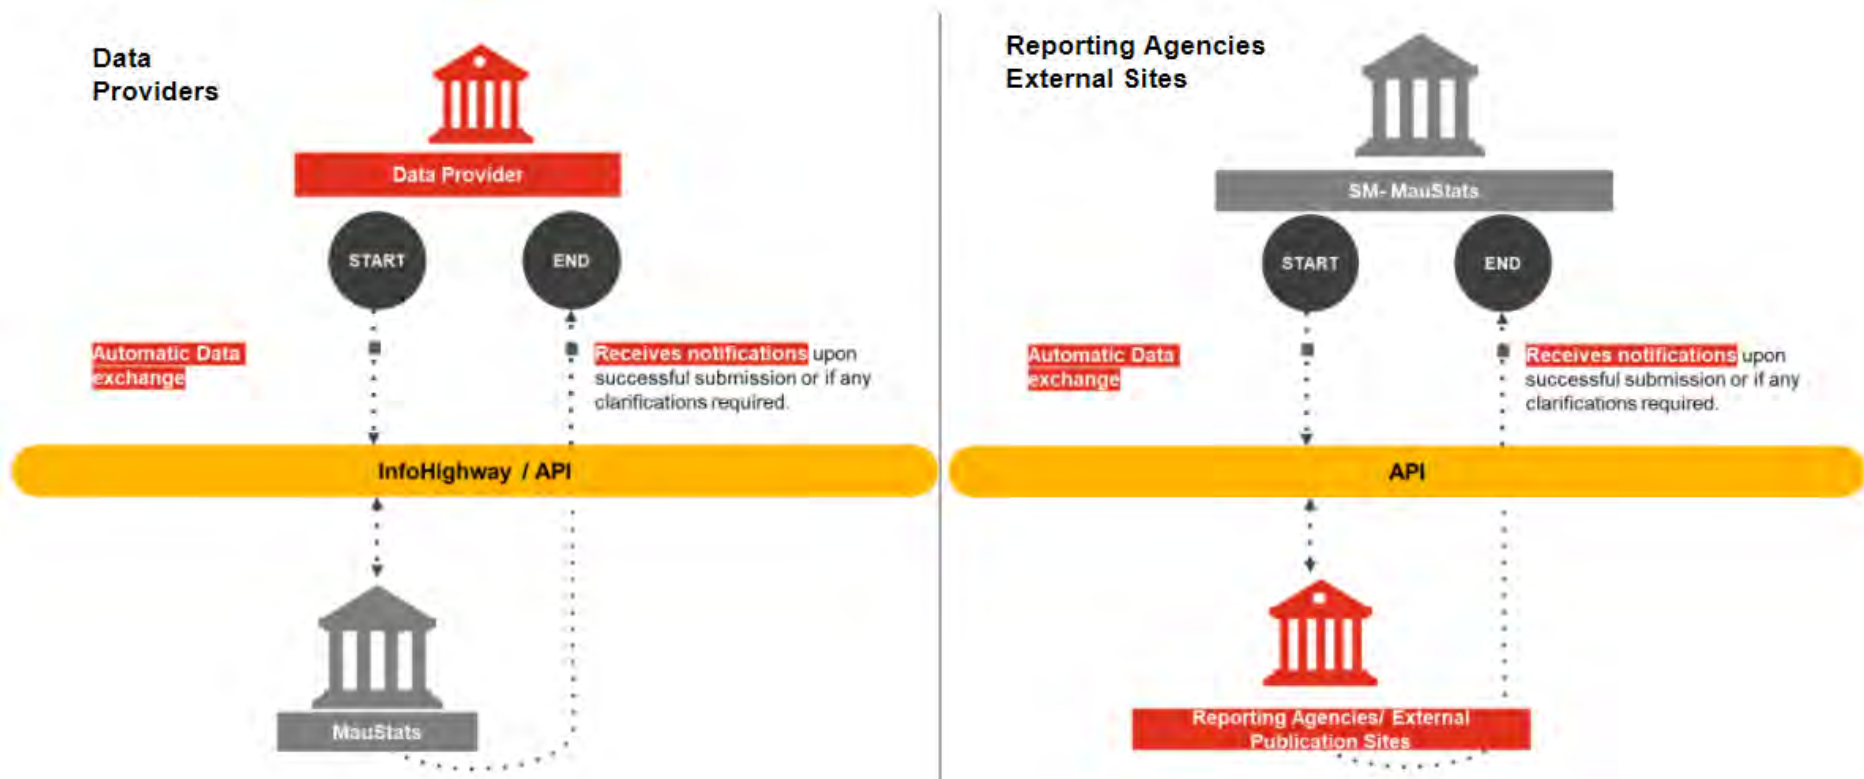 Data
Providers
Data Provider
START
END
Automatic Data
exchange
Receives notifications upon
successful submission or if any
clarifications required.
InfoHighway / API
MauStats
Reporting Agencies
External Sites
SM- MauStats
START
END
Automatic Data
exchange
Receives notifications upon
successful submission or if any
clarifications required.
API
Reporting Agencies/ External
Publication Sites